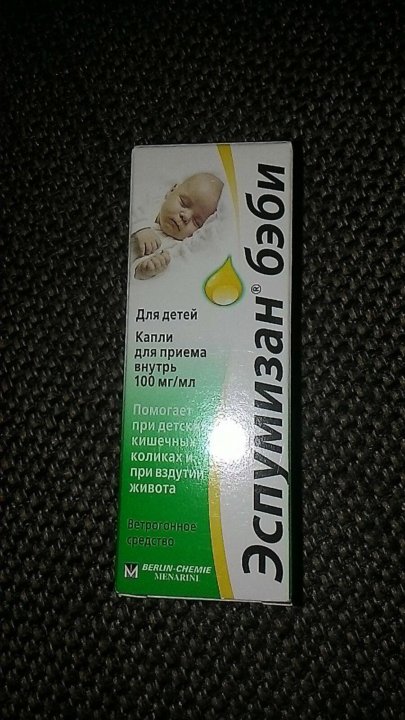 Эспумизан® бэби
Для детей
Капли
для приема
внутрь
100 мг/мл
Помогает
при детских
кишечных
коликах и
при вздутии
живота
Ветрогонное
средство
BERLIN-CHEMIE
MENARINI